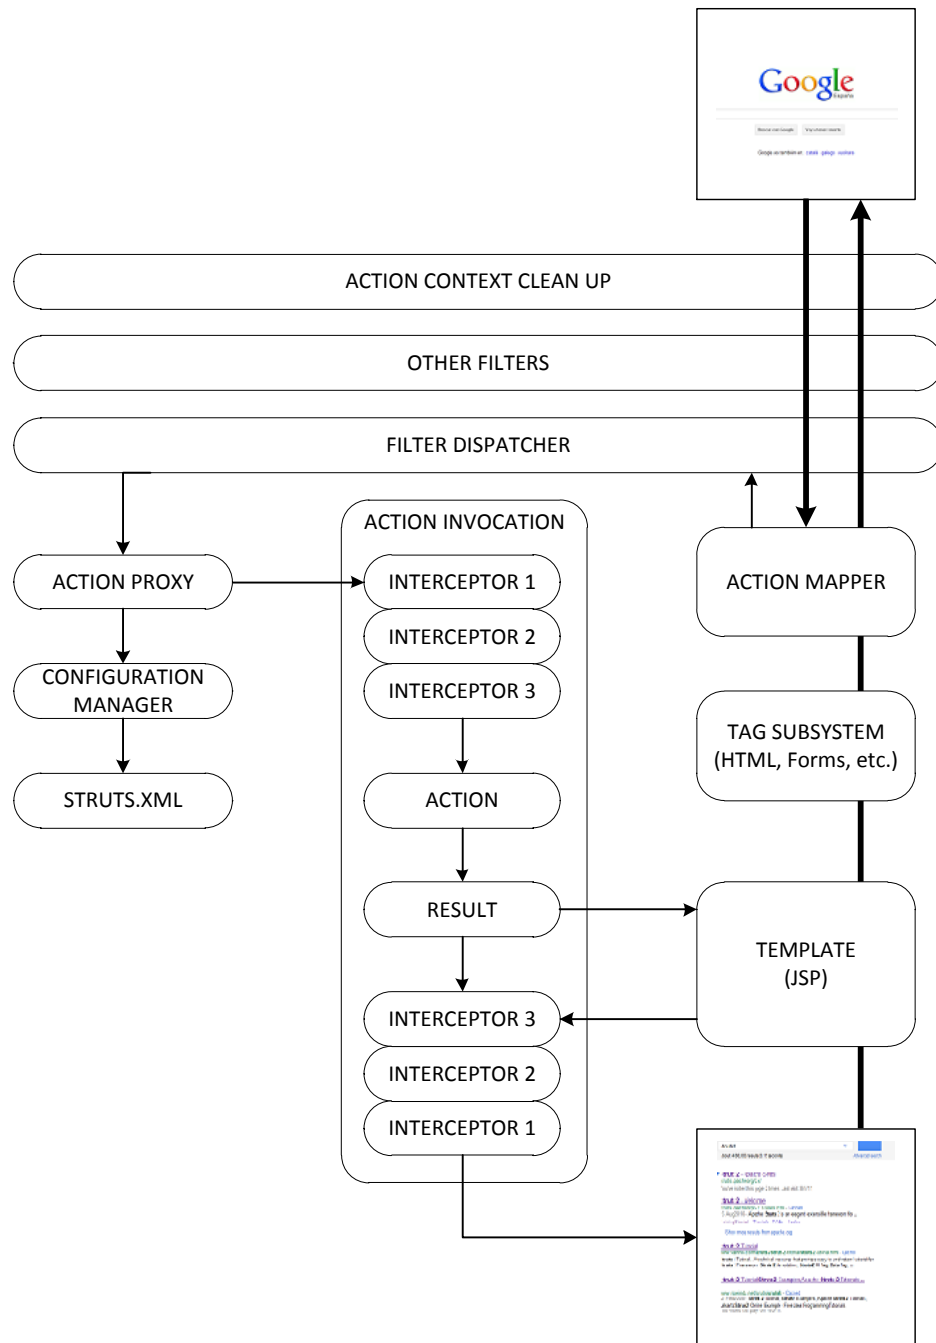 Google
España
ACTION CONTEXT CLEAN UP
OTHER FILTERS
FILTER DISPATCHER
ACTION INVOCATION
ACTION PROXY
INTERCEPTOR 1
ACTION MAPPER
INTERCEPTOR 2
CONFIGURATION
MANAGER
INTERCEPTOR 3
TAG SUBSYSTEM
(HTML, Forms, etc.)
STRUTS.XML
ACTION
RESULT
TEMPLATE
(JSP)
INTERCEPTOR 3
INTERCEPTOR 2
INTERCEPTOR 1